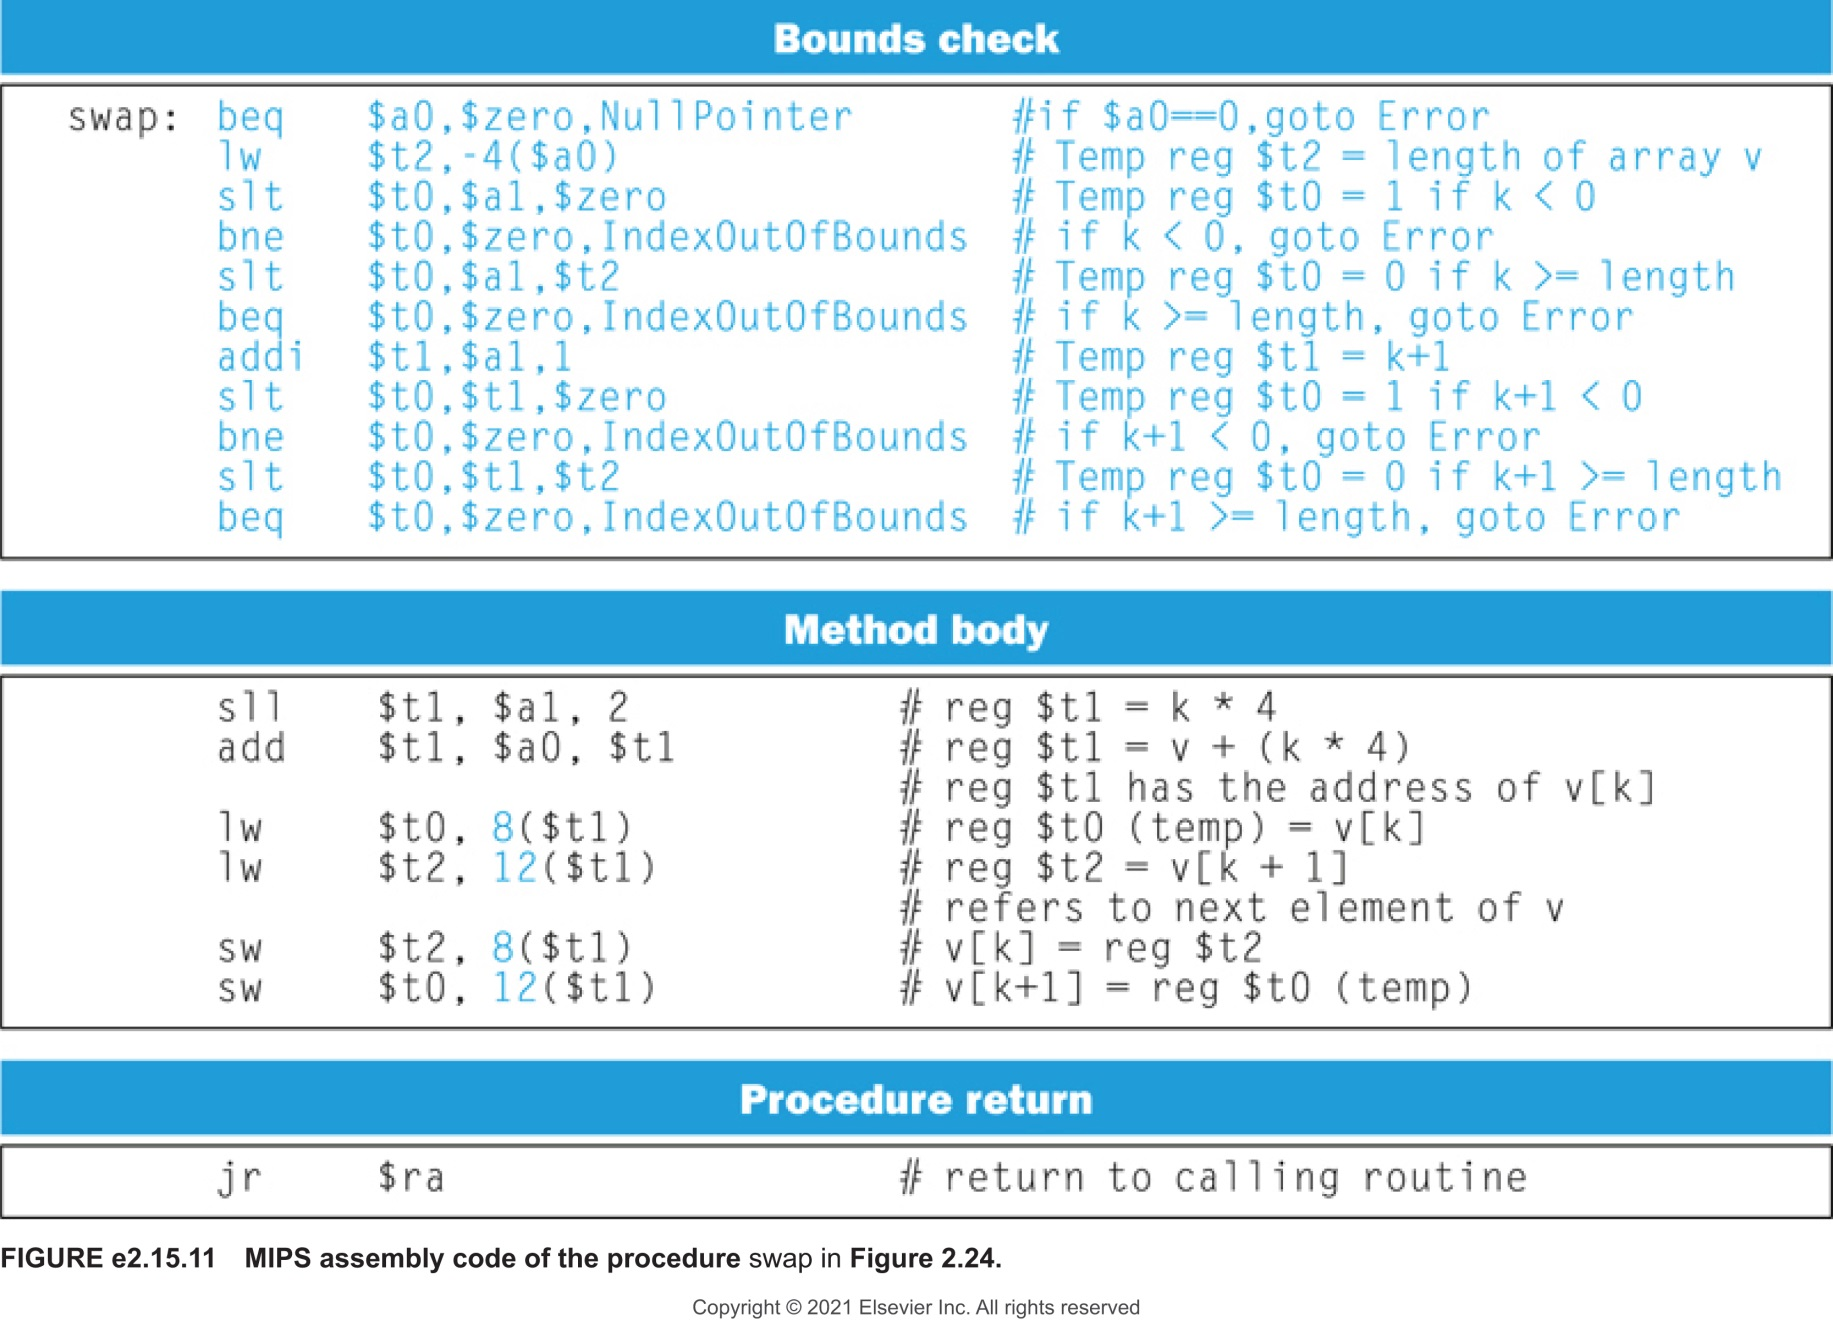 Bounds check
swap: beq $a0,$zero,NullPointer #if $a0==0,goto Error
lw $t2,-4($a0) # Temp reg $t2 = length of array v
slt $t0,$a1,$zero # Temp reg $t0 = 1 if k < 0
bne $t0,$zero,IndexOutOfBounds # if k < 0, goto Error
slt $t0,$a1,$t2 # Temp reg $t0 = 0 if k >= length
beq $t0,$zero,IndexOutOfBounds # if k >= length, goto Error
addi $t1,$a1,1 # Temp reg $t1 = k+1
slt $t0,$t1,$zero # Temp reg $t0 = 1 if k+1 < 0
bne $t0,$zero,IndexOutOfBounds # if k+1 < 0, goto Error
slt $t0,$t1,$t2 # Temp reg $t0 = 0 if k+1 >= length
beq $t0,$zero,IndexOutOfBounds # if k+1 >= length, goto Error
Method body
sll $t1, $a1, 2 # reg $t1 = k * 4
add $t1, $a0, $t1 # reg $t1 = v + (k * 4)
# reg $t1 has the address of v[k]
lw $t0, 8($t1) # reg $t0 (temp) = v[k]
lw $t2, 12($t1) # reg $t2 = v[k + 1]
# refers to next element of v
sw $t2, 8($t1) # v[k] = reg $t2
sw $t0, 12($t1) # v[k+1] = reg $t0 (temp)
Procedure return
jr $ra # return to calling routine
FIGURE e2.15.11 MIPS assembly code of the procedure swap in Figure 2.24.
Copyright © 2021 Elsevier Inc. All rights reserved